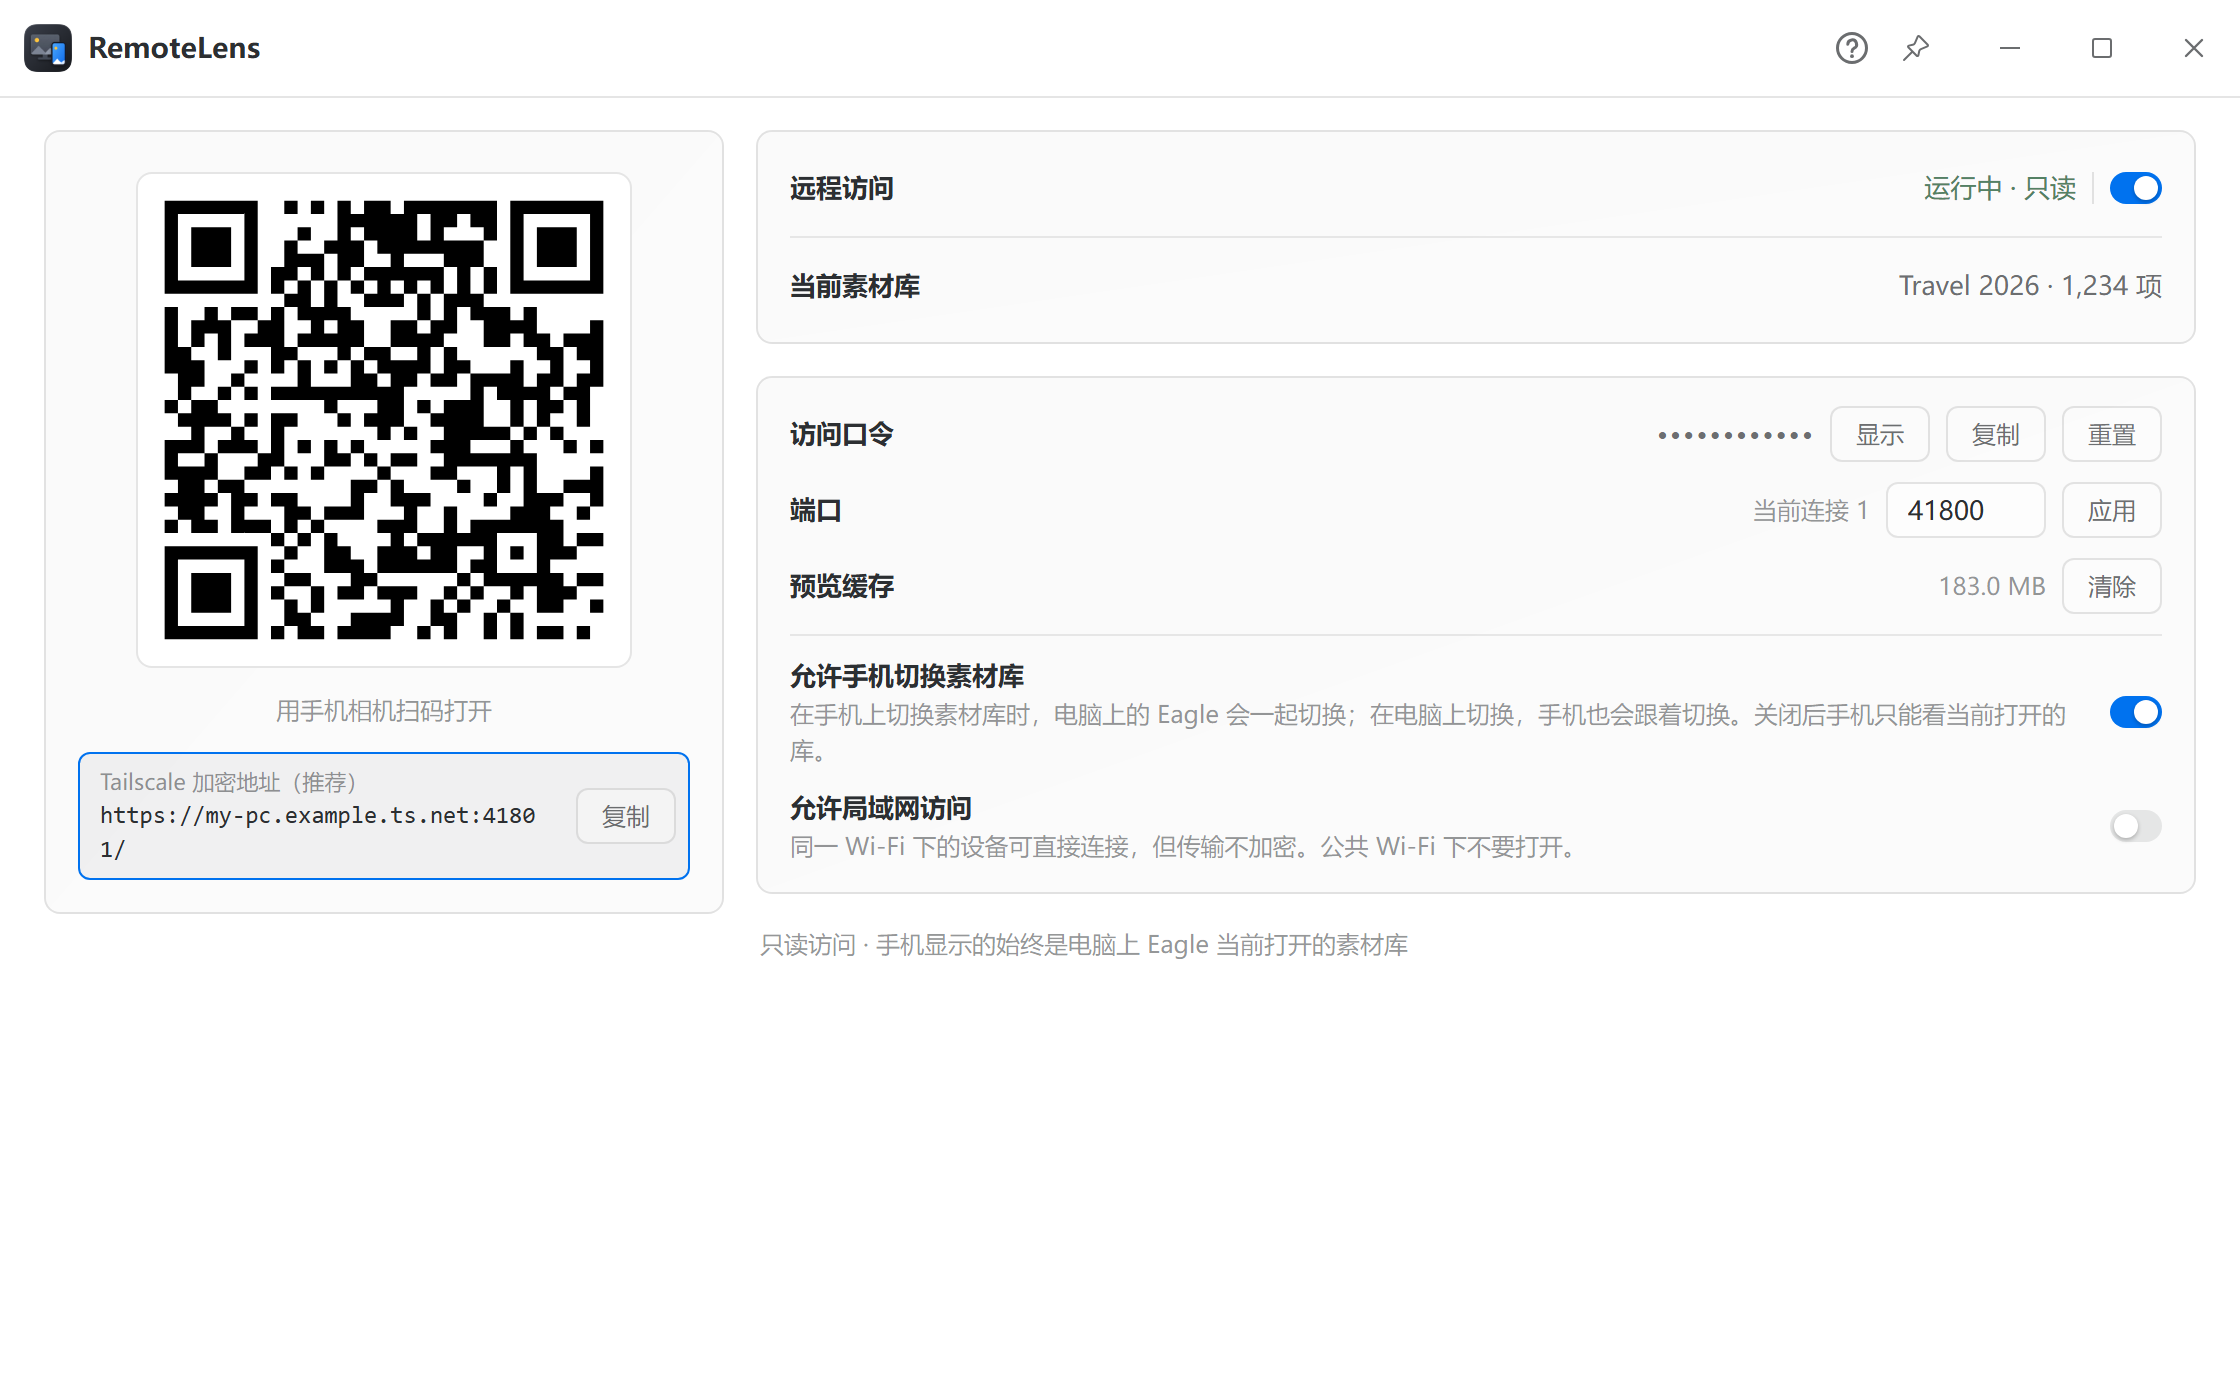 RemoteLens
用手机相机扫码打开
Tailscale 加密地址（推荐）
https://my-pc.example.ts.net:4180
1/
复制
远程访问
运行中 · 只读
当前素材库
Travel 2026 · 1,234 项
访问口令
••••••••••••
显示
复制
重置
端口
当前连接 1
41800
应用
预览缓存
183.0 MB
清除
允许手机切换素材库
在手机上切换素材库时，电脑上的 Eagle 会一起切换；在电脑上切换，手机也会跟着切换。关闭后手机只能看当前打开的
库。
允许局域网访问
同一 Wi-Fi 下的设备可直接连接，但传输不加密。公共 Wi-Fi 下不要打开。
只读访问 · 手机显示的始终是电脑上 Eagle 当前打开的素材库